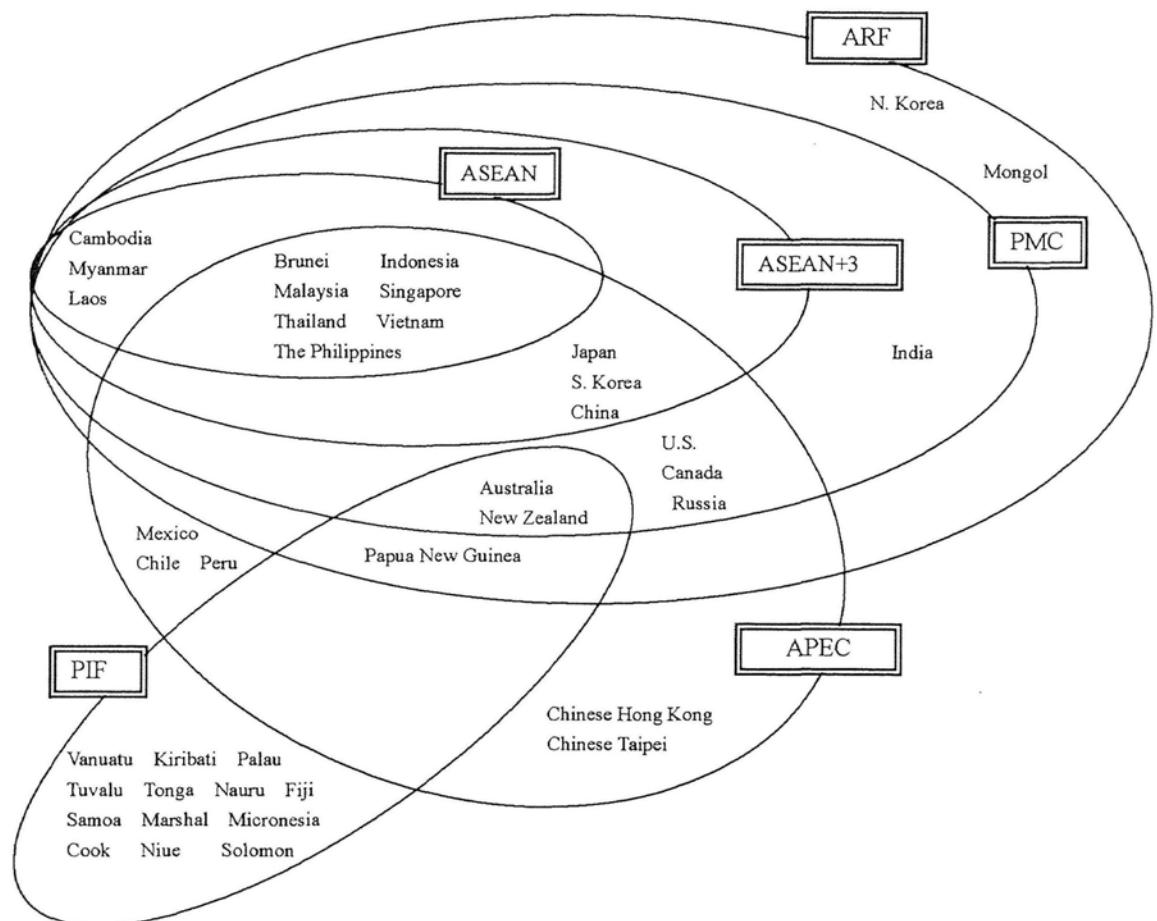 ARF
N. Korea
Mongol
ASEAN
PMC
ASEAN+3
Cambodia
Myanmar
Laos
Brunei Indonesia
Malaysia Singapore
Thailand Vietnam
The Philippines
Japan
S. Korea
China
India
U.S.
Canada
Russia
Australia
New Zealand
Papua New Guinea
Mexico
Chile Peru
PIF
APEC
Chinese Hong Kong
Chinese Taipei
Vanuatu Kiribati Palau
Tuvalu Tonga Nauru Fiji
Samoa Marshal Micronesia
Cook Niue Solomon